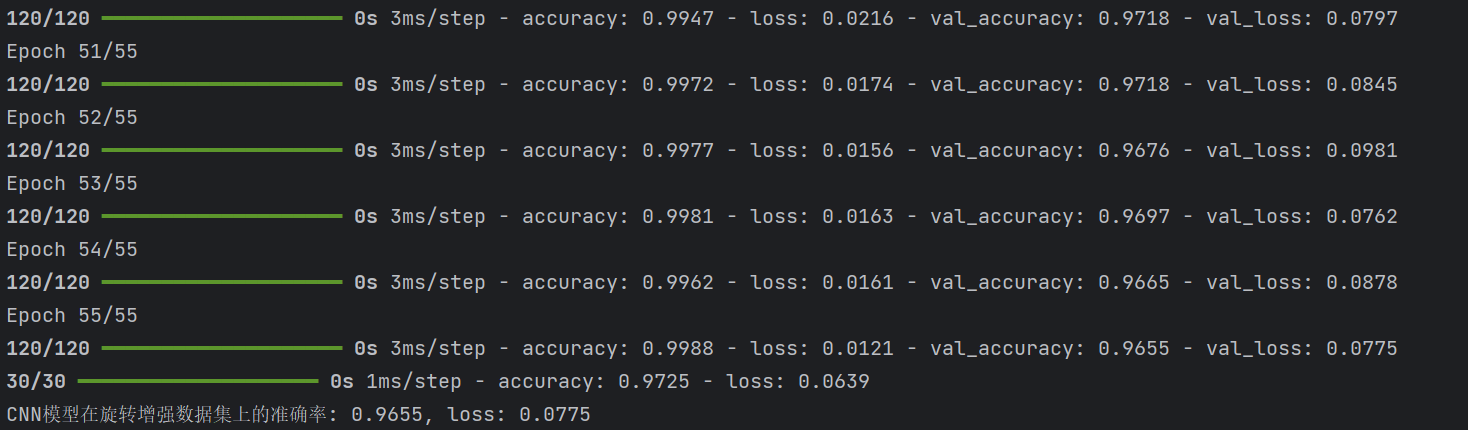 120/120 ━━━━━━━━━━━━━━━━━━━━ 0s 3ms/step - accuracy: 0.9947 - loss: 0.0216 - val_accuracy: 0.9718 - val_loss: 0.0797
Epoch 51/55
120/120 ━━━━━━━━━━━━━━━━━━━━ 0s 3ms/step - accuracy: 0.9972 - loss: 0.0174 - val_accuracy: 0.9718 - val_loss: 0.0845
Epoch 52/55
120/120 ━━━━━━━━━━━━━━━━━━━━ 0s 3ms/step - accuracy: 0.9977 - loss: 0.0156 - val_accuracy: 0.9676 - val_loss: 0.0981
Epoch 53/55
120/120 ━━━━━━━━━━━━━━━━━━━━ 0s 3ms/step - accuracy: 0.9981 - loss: 0.0163 - val_accuracy: 0.9697 - val_loss: 0.0762
Epoch 54/55
120/120 ━━━━━━━━━━━━━━━━━━━━ 0s 3ms/step - accuracy: 0.9962 - loss: 0.0161 - val_accuracy: 0.9665 - val_loss: 0.0878
Epoch 55/55
120/120 ━━━━━━━━━━━━━━━━━━━━ 0s 3ms/step - accuracy: 0.9988 - loss: 0.0121 - val_accuracy: 0.9655 - val_loss: 0.0775
30/30 ━━━━━━━━━━━━━━━━━━━━ 0s 1ms/step - accuracy: 0.9725 - loss: 0.0639
CNN模型在旋转增强数据集上的准确率: 0.9655, loss: 0.0775